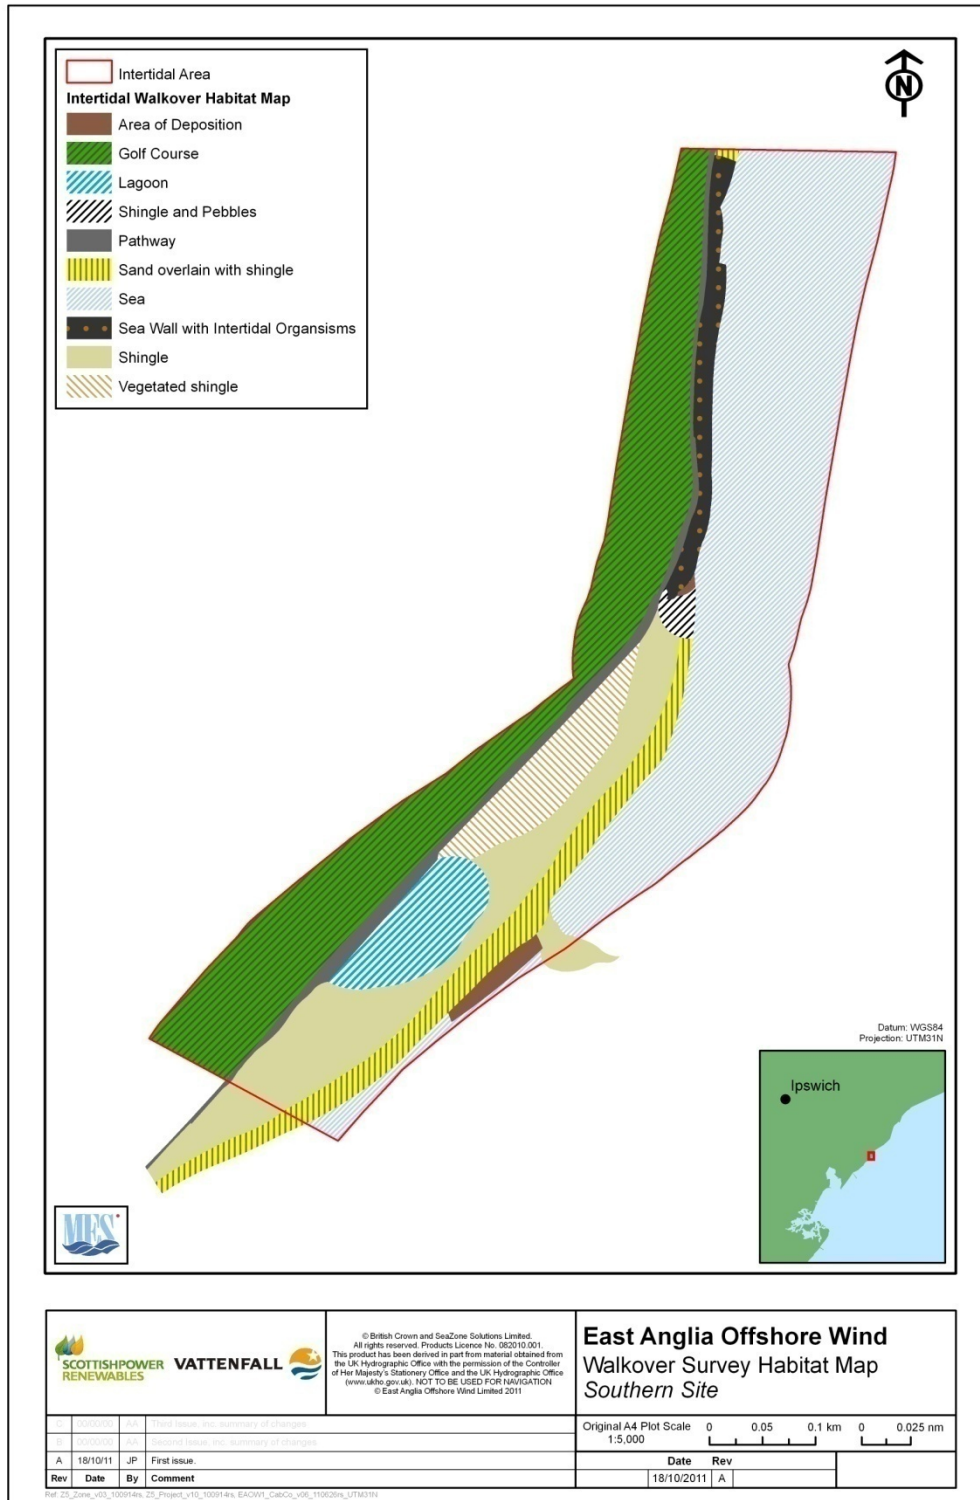 Intertidal Area
Intertidal Walkover Habitat Map
Area of Deposition
Golf Course
Lagoon
Shingle and Pebbles
Pathway
Sand overlain with shingle
Sea
Sea Wall with Intertidal Organsisms
Shingle
Vegetated shingle
N
Datum: WGS84
Projection: UTM31N
Ipswich
MES
SCOTTISHPOWER
RENEWABLES
VATTENFALL
© British Crown and SeaZone Solutions Limited.
All rights reserved. Products Licence No. 082010.001.
This product has been derived in part from material obtained from
the UK Hydrographic Office with the permission of the Controller
of Her Majesty's Stationery Office and the UK Hydrographic Office
(www.ukho.gov.uk). NOT TO BE USED FOR NAVIGATION
© East Anglia Offshore Wind Limited 2011
East Anglia Offshore Wind
Walkover Survey Habitat Map
Southern Site
C 00/00/00 AA Third Issue, inc. summary of changes
B 00/00/00 AA Second Issue, inc. summary of changes
A 18/10/11 JP First issue.
Rev Date By Comment
Original A4 Plot Scale
1:5,000
0 0.05 0.1 km
0 0.025 nm
Date Rev
18/10/2011 A
Ref: Z5_Zone_v03_100914rs, Z5_Project_v10_100914rs, EAOW1_CabCo_v06_110626rs_UTM31N